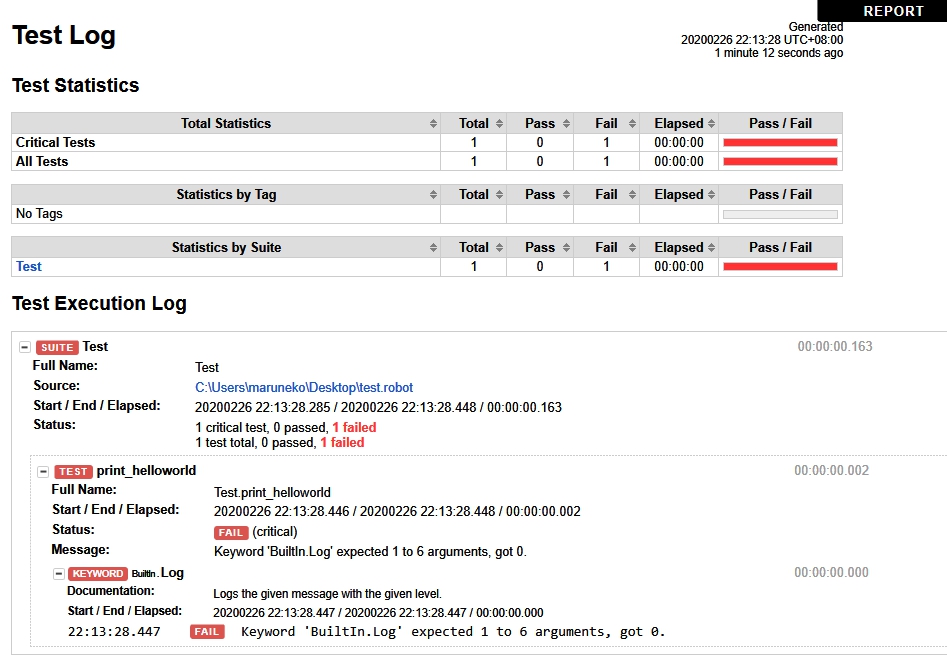 REPORT
Test Log
Generated
20200226 22:13:28 UTC+08:00
1 minute 12 seconds ago
Test Statistics
Total Statistics Total Pass Fail Elapsed Pass / Fail
Critical Tests 1 0 1 00:00:00
All Tests 1 0 1 00:00:00
Statistics by Tag Total Pass Fail Elapsed Pass / Fail
No Tags
Statistics by Suite Total Pass Fail Elapsed Pass / Fail
Test 1 0 1 00:00:00
Test Execution Log
SUITE Test 00:00:00.163
Full Name: Test
Source: C:\Users\maruneko\Desktop\test.robot
Start / End / Elapsed: 20200226 22:13:28.285 / 20200226 22:13:28.448 / 00:00:00.163
Status: 1 critical test, 0 passed, 1 failed
1 test total, 0 passed, 1 failed
TEST print_helloworld 00:00:00.002
Full Name: Test.print_helloworld
Start / End / Elapsed: 20200226 22:13:28.446 / 20200226 22:13:28.448 / 00:00:00.002
Status: FAIL (critical)
Message: Keyword 'BuiltIn.Log' expected 1 to 6 arguments, got 0.
KEYWORD BuiltIn.Log 00:00:00.000
Documentation: Logs the given message with the given level.
Start / End / Elapsed: 20200226 22:13:28.447 / 20200226 22:13:28.447 / 00:00:00.000
22:13:28.447 FAIL Keyword 'BuiltIn.Log' expected 1 to 6 arguments, got 0.